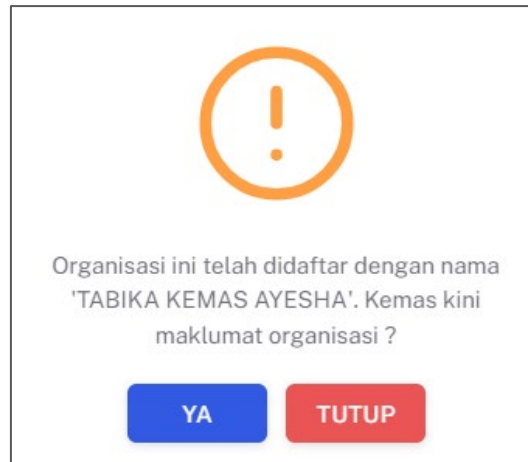 Organisasi ini telah didaftar dengan nama
'TABIKA KEMAS AYESHA'. Kemas kini
maklumat organisasi ?
YA
TUTUP